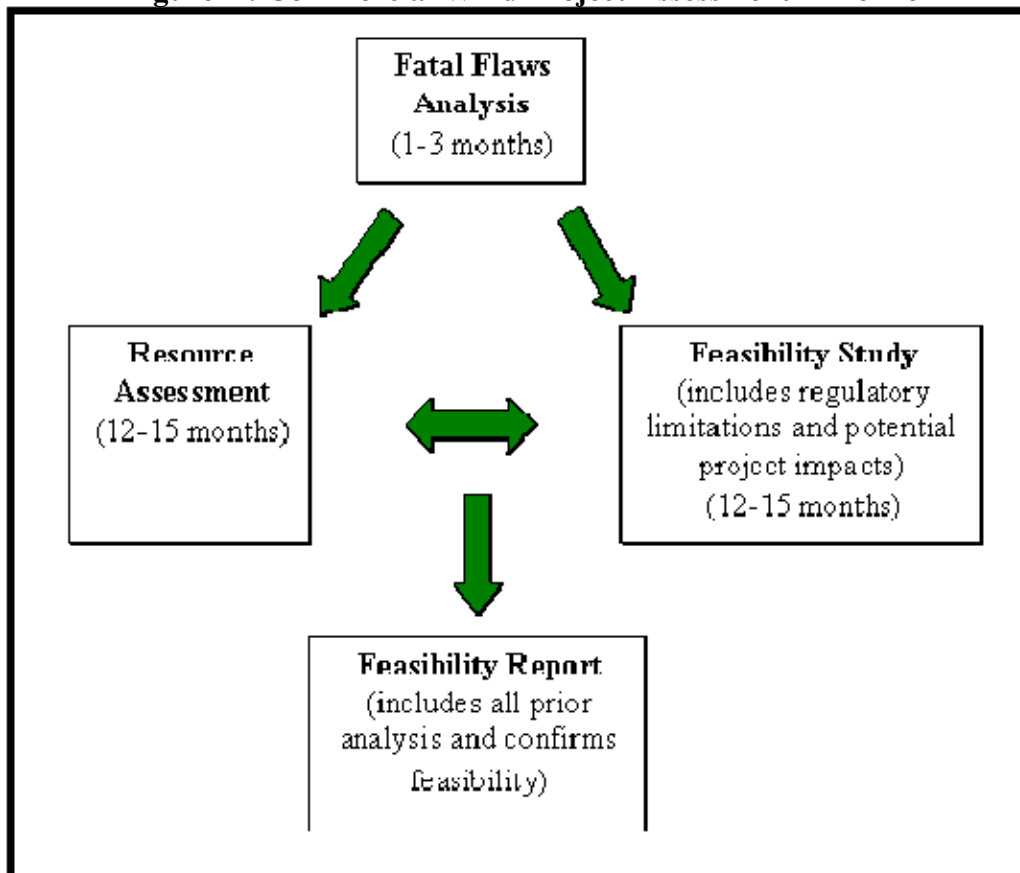 Fatal Flaws
Analysis
(1-3 months)
Resource
Assessment
(12-15 months)
Feasibility Study
(includes regulatory
limitations and potential
project impacts)
(12-15 months)
Feasibility Report
(includes all prior
analysis and confirms
feasibility)